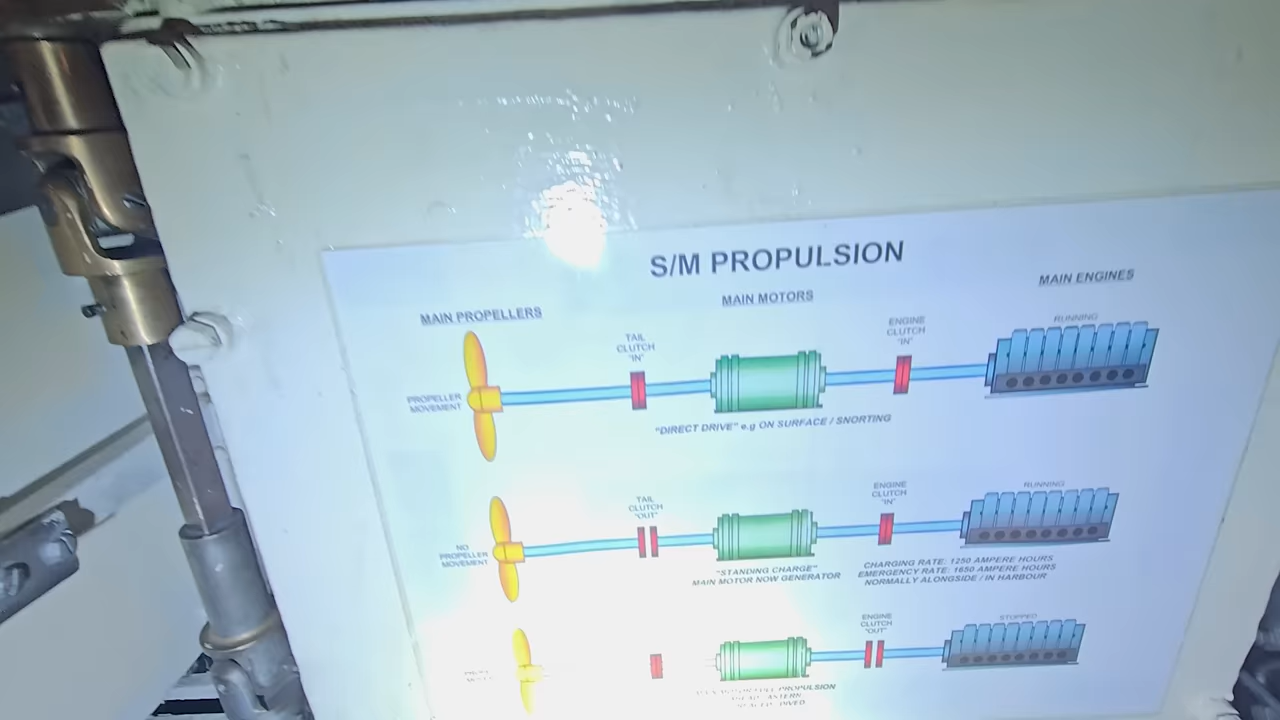 S/M PROPULSION
MAIN PROPELLERS
MAIN MOTORS
MAIN ENGINES
PROPELLER
MOVEMENT
TAIL
CLUTCH
"IN"
ENGINE
CLUTCH
"IN"
RUNNING
"DIRECT DRIVE" e.g ON SURFACE / SNORTING
NO
PROPELLER
MOVEMENT
TAIL
CLUTCH
"OUT"
ENGINE
CLUTCH
"IN"
RUNNING
"STANDING CHARGE"
MAIN MOTOR NOW GENERATOR
CHARGING RATE: 1250 AMPERE HOURS
EMERGENCY RATE: 1650 AMPERE HOURS
NORMALLY ALONGSIDE / IN HARBOUR
ENGINE
CLUTCH
"OUT"
STOPPED
PROPULSION
ASTERN
DIVED